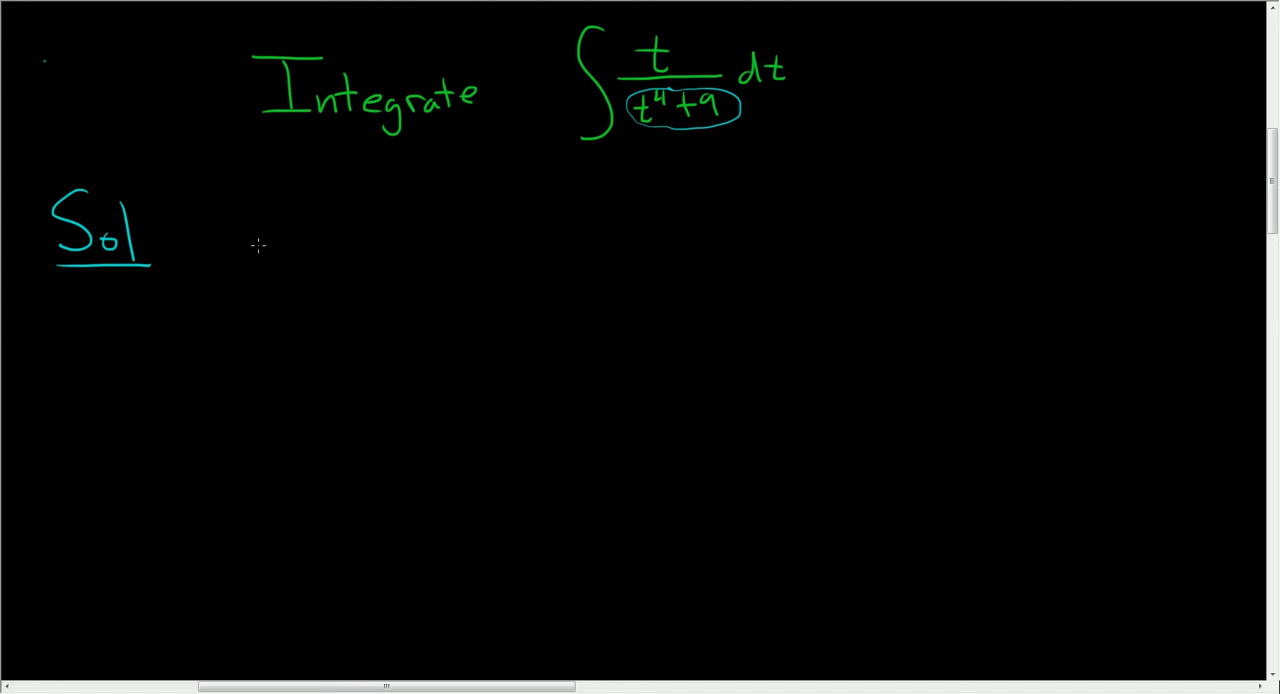 Integrate ∫ t/(t⁴+9) dt
Sol